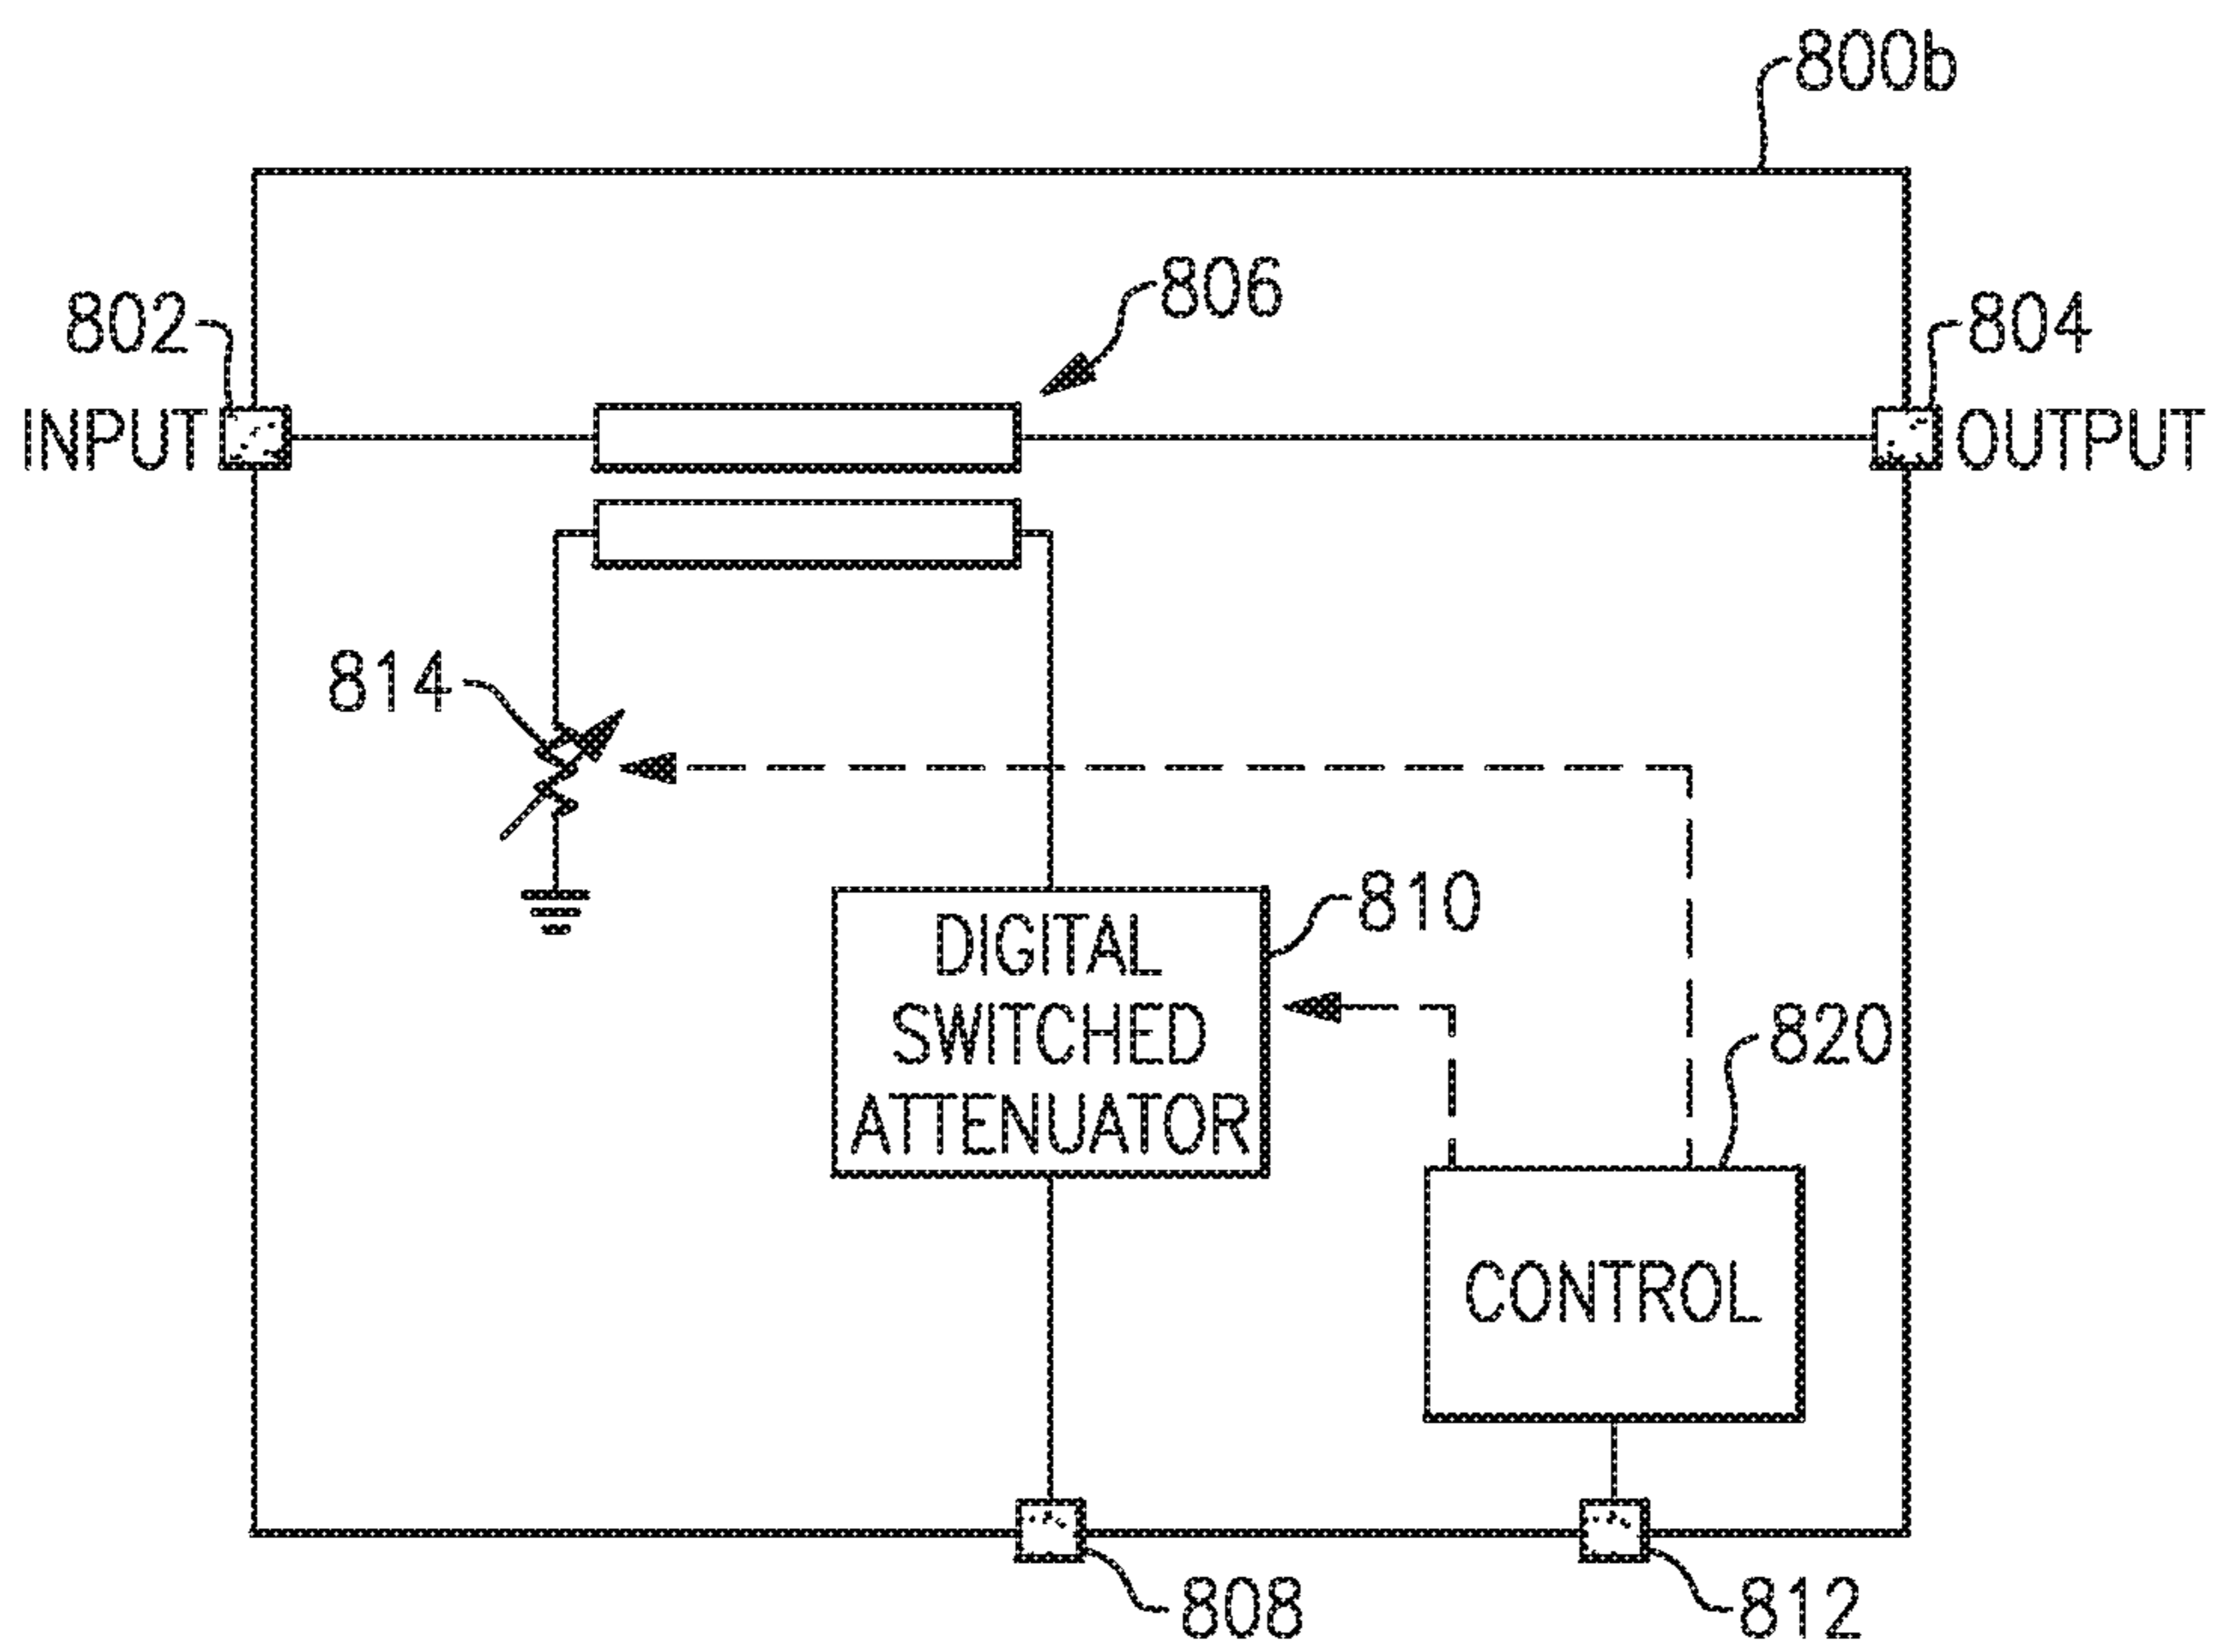 800b
806
802
804
INPUT
OUTPUT
814
810
DIGITAL
SWITCHED
ATTENUATOR
820
CONTROL
808
812